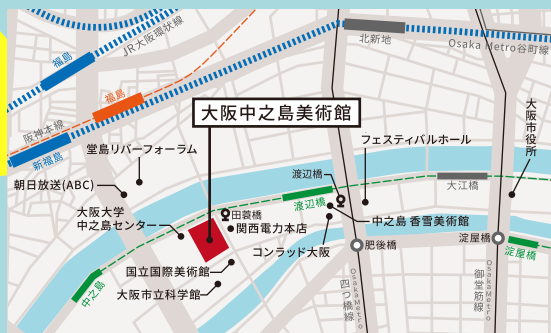 福島
JR大阪環状線
北新地
Osaka Metro谷町線
福島
阪神本線
新福島
大阪中之島美術館
堂島リバーフォーラム
フェスティバルホール
大阪市役所
朝日放送(ABC)
渡辺橋
大江橋
大阪大学
中之島センター
田蓑橋
渡辺橋
関西電力本店
中之島 香雪美術館
コンラッド大阪
肥後橋
淀屋橋
淀屋橋
国立国際美術館
中之島
大阪市立科学館
OsakaMetro
四つ橋線
OsakaMetro
御堂筋線